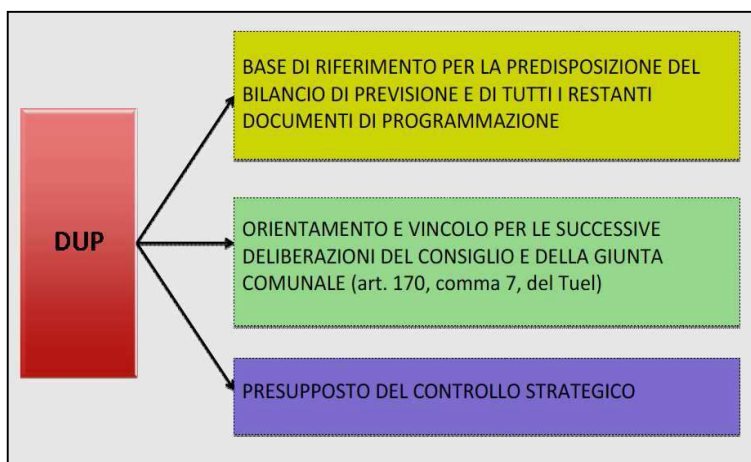 DUP
BASE DI RIFERIMENTO PER LA PREDISPOSIZIONE DEL
BILANCIO DI PREVISIONE E DI TUTTI I RESTANTI
DOCUMENTI DI PROGRAMMAZIONE
ORIENTAMENTO E VINCOLO PER LE SUCCESSIVE
DELIBERAZIONI DEL CONSIGLIO E DELLA GIUNTA
COMUNALE (art. 170, comma 7, del Tuel)
PRESUPPOSTO DEL CONTROLLO STRATEGICO